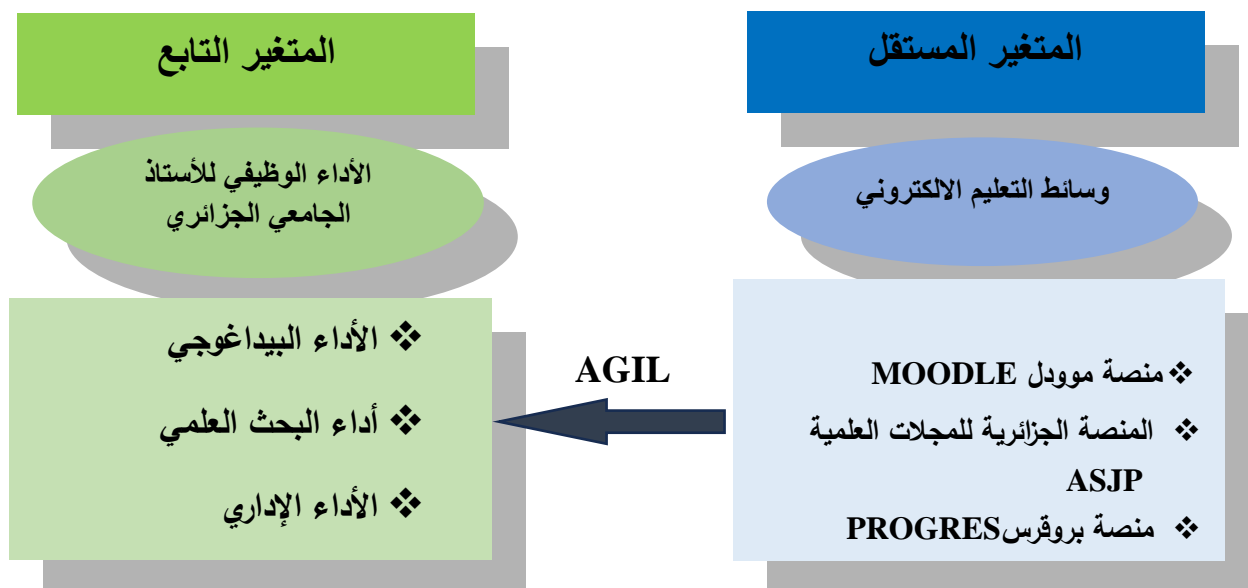 المتغير المستقل
وسائط التعليم الالكتروني
❖ منصة موودل MOODLE
❖ المنصة الجزائرية للمجلات العلمية
ASJP
❖ منصة بروقرسPROGRES
AGIL
المتغير التابع
الأداء الوظيفي للأستاذ
الجامعي الجزائري
❖ الأداء البيداغوجي
❖ أداء البحث العلمي
❖ الأداء الإداري